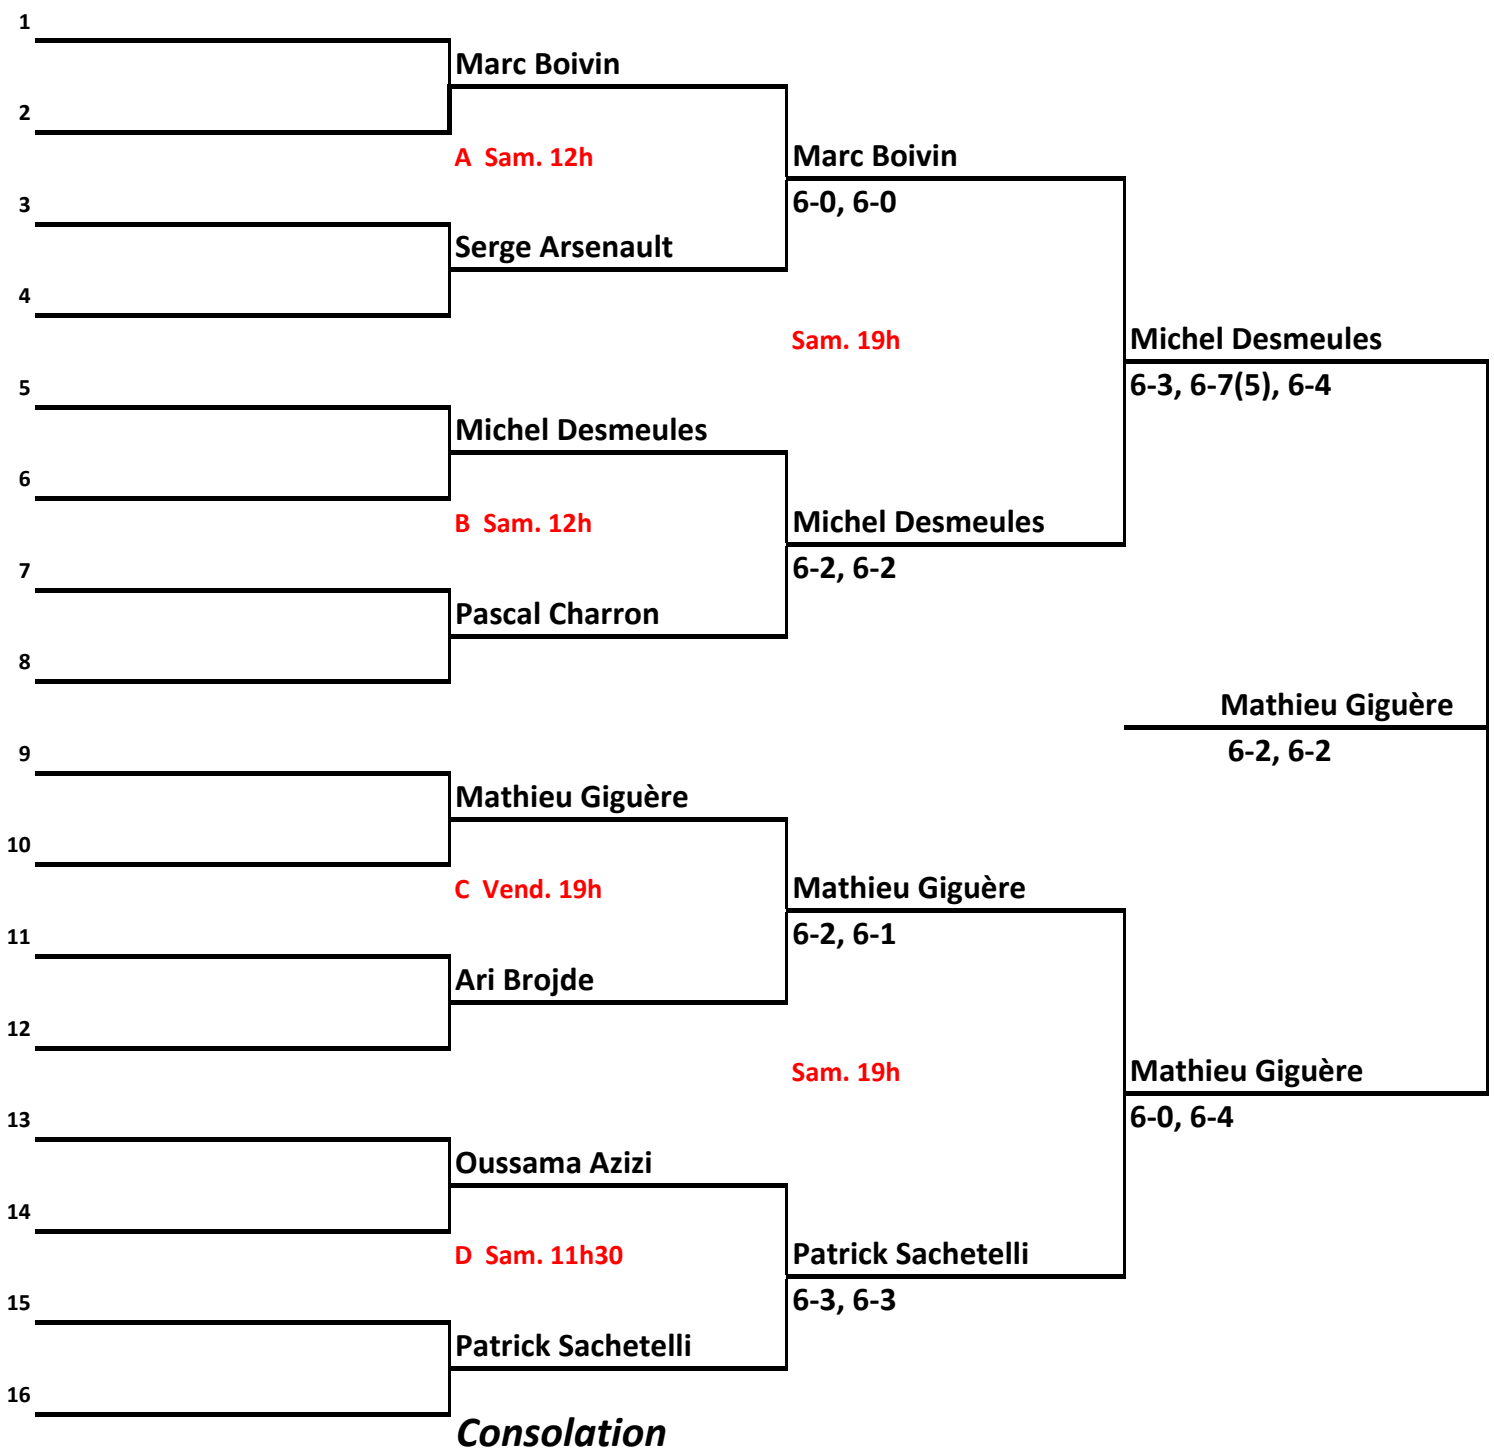 1
Marc Boivin
2
A Sam. 12h
Marc Boivin
6-0, 6-0
3
Serge Arsenault
4
Sam. 19h
Michel Desmeules
6-3, 6-7(5), 6-4
5
Michel Desmeules
6
B Sam. 12h
Michel Desmeules
6-2, 6-2
7
Pascal Charron
8
Mathieu Giguère
6-2, 6-2
9
Mathieu Giguère
10
C Vend. 19h
Mathieu Giguère
6-2, 6-1
11
Ari Brojde
12
Sam. 19h
Mathieu Giguère
6-0, 6-4
13
Oussama Azizi
14
D Sam. 11h30
Patrick Sachetelli
6-3, 6-3
15
Patrick Sachetelli
16
Consolation